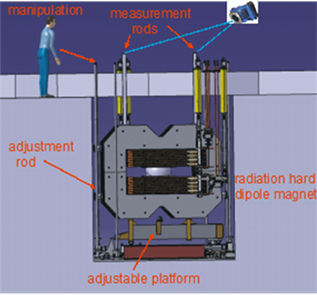 manipulation
measurement
rods
adjustment
rod
radiation hard
dipole magnet
adjustable platform